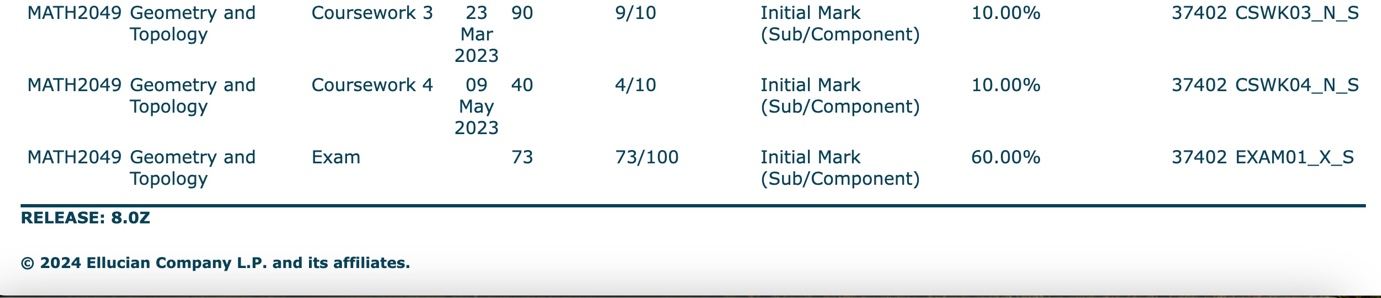 MATH2049 Geometry and Topology Coursework 3 23 Mar 2023 90 9/10 Initial Mark (Sub/Component) 10.00% 37402 CSWK03_N_S
MATH2049 Geometry and Topology Coursework 4 09 May 2023 40 4/10 Initial Mark (Sub/Component) 10.00% 37402 CSWK04_N_S
MATH2049 Geometry and Topology Exam 73 73/100 Initial Mark (Sub/Component) 60.00% 37402 EXAM01_X_S
RELEASE: 8.0Z
© 2024 Ellucian Company L.P. and its affiliates.